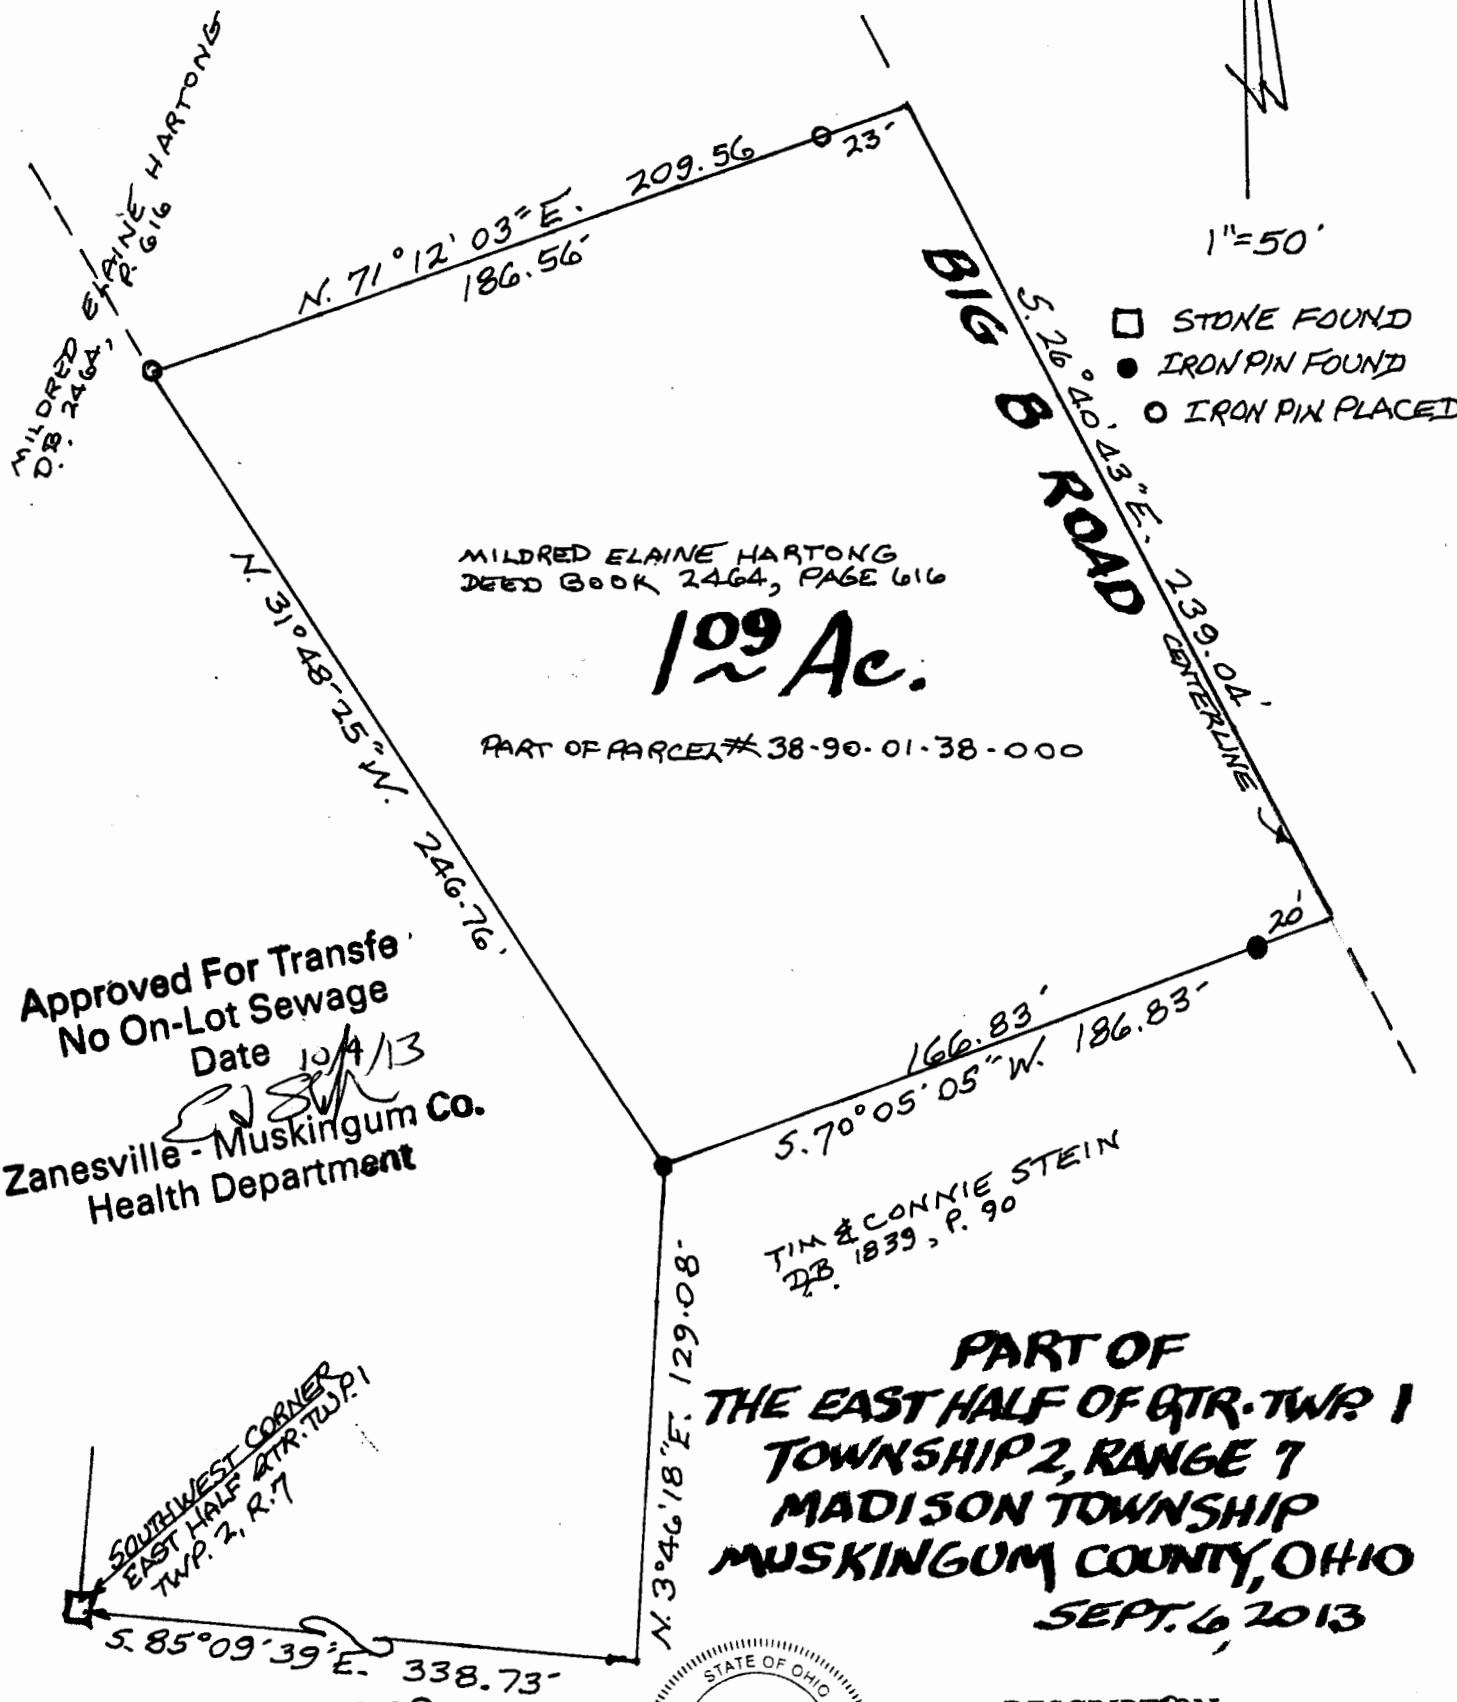 MILDRED ELAINE HARTONG
D.B. 2464, P. 616
N. 71°12'03"E. 209.56
186.56'
23'
1"=50'
STONE FOUND
IRON PIN FOUND
IRON PIN PLACED
BIG B ROAD
S. 26°40'43"E. 239.04'
CENTERLINE
MILDRED ELAINE HARTONG
DEED BOOK 2464, PAGE 616
1.09 Ac.
PART OF PARCEL# 38-90-01-38-000
N. 31°48'25"W. 246.76'
20'
166.83'
S. 70°05'05"W. 186.83'
TIM & CONNIE STEIN
D.B. 1839, P. 90
Approved For Transfe
No On-Lot Sewage
Date 10/4/13
Zanesville - Muskingum Co.
Health Department
N. 3°46'18"E. 129.08'
SOUTHWEST CORNER
EAST HALF QTR. TWP. 1
TWP. 2, R. 7
S. 85°09'39"E. 338.73'
PART OF
THE EAST HALF OF QTR. TWP. 1
TOWNSHIP 2, RANGE 7
MADISON TOWNSHIP
MUSKINGUM COUNTY, OHIO
SEPT. 6, 2013
STATE OF OHIO